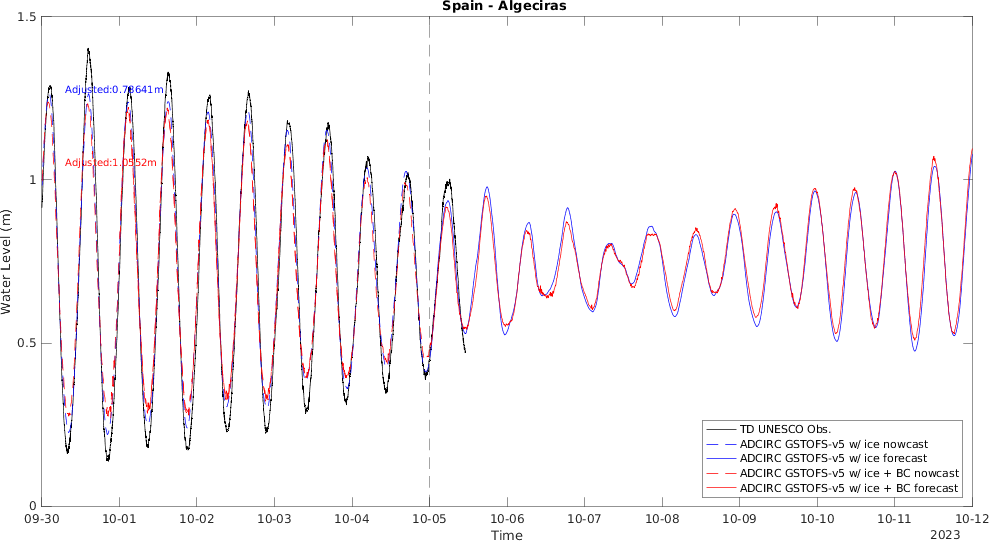 Spain - Algeciras
1.5
Adjusted:0.78641m
Adjusted:1.0552m
1
Water Level (m)
0.5
0
TD UNESCO Obs.
ADCIRC GSTOFS-v5 w/ ice nowcast
ADCIRC GSTOFS-v5 w/ ice forecast
ADCIRC GSTOFS-v5 w/ ice + BC nowcast
ADCIRC GSTOFS-v5 w/ ice + BC forecast
09-30 10-01 10-02 10-03 10-04 10-05 10-06 10-07 10-08 10-09 10-10 10-11 10-12
Time
2023